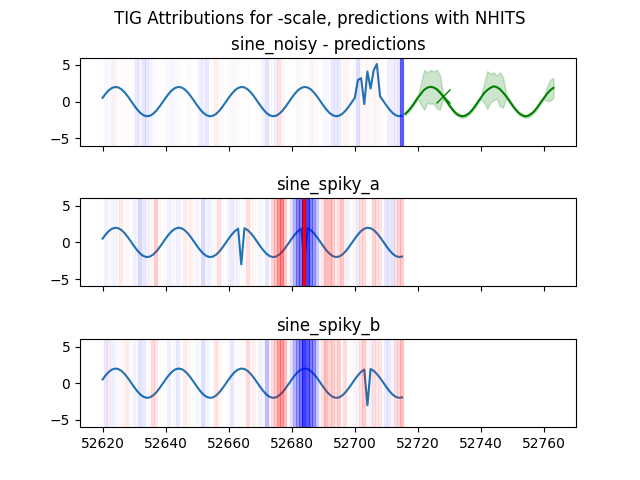 TIG Attributions for -scale, predictions with NHITS
sine_noisy - predictions
5
0
−5
sine_spiky_a
5
0
−5
sine_spiky_b
5
0
−5
52620 52640 52660 52680 52700 52720 52740 52760